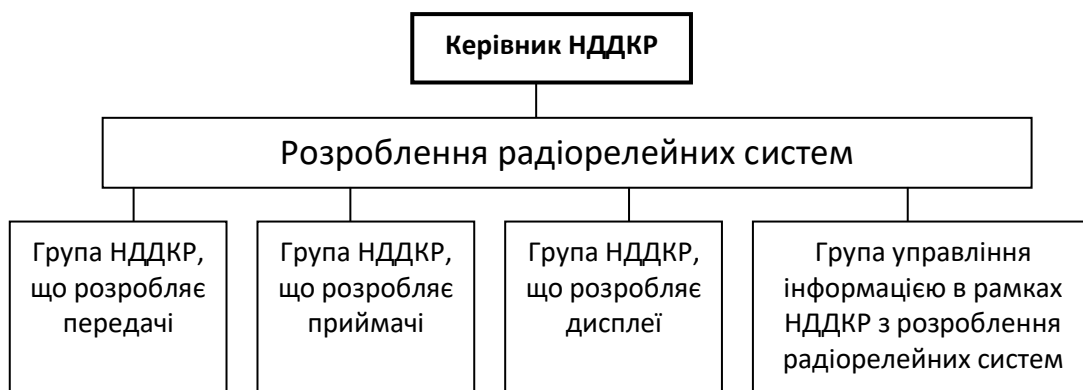 Керівник НДДКР
Розроблення радіорелейних систем
Група НДДКР,
що розробляє
передачі
Група НДДКР,
що розробляє
приймачі
Група НДДКР,
що розробляє
дисплеї
Група управління
інформацією в рамках
НДДКР з розроблення
радіорелейних систем